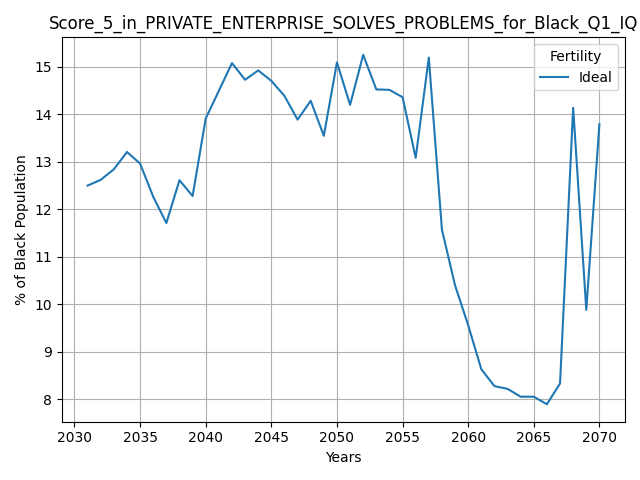 Score_5_in_PRIVATE_ENTERPRISE_SOLVES_PROBLEMS_for_Black_Q1_IQ
Fertility
Ideal
% of Black Population
15
14
13
12
11
10
9
8
2030 2035 2040 2045 2050 2055 2060 2065 2070
Years